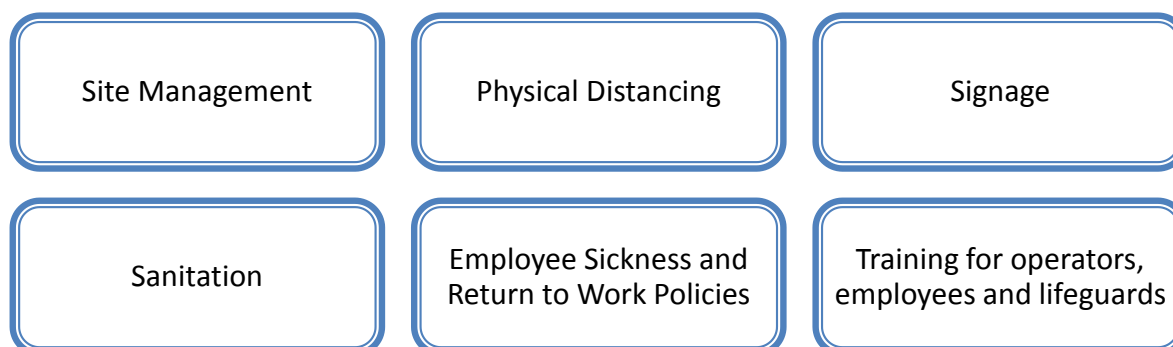 Site Management
Physical Distancing
Signage
Sanitation
Employee Sickness and
Return to Work Policies
Training for operators,
employees and lifeguards